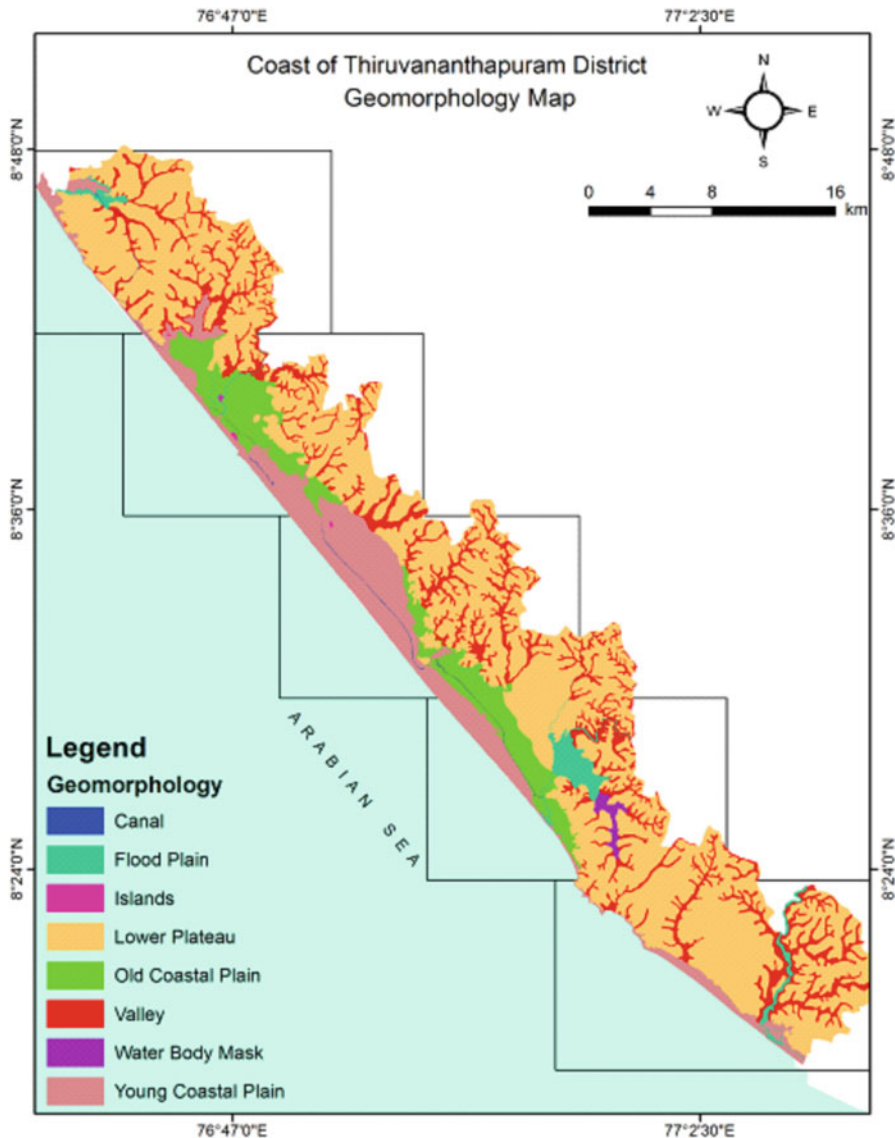 76°47'0"E
77°2'30"E
Coast of Thiruvananthapuram District
Geomorphology Map
N
W
E
S
8°48'0"N
8°48'0"N
0
4
8
16
km
8°36'0"N
8°36'0"N
ARABIAN SEA
Legend
Geomorphology
Canal
Flood Plain
Islands
Lower Plateau
Old Coastal Plain
Valley
Water Body Mask
Young Coastal Plain
8°24'0"N
8°24'0"N
76°47'0"E
77°2'30"E